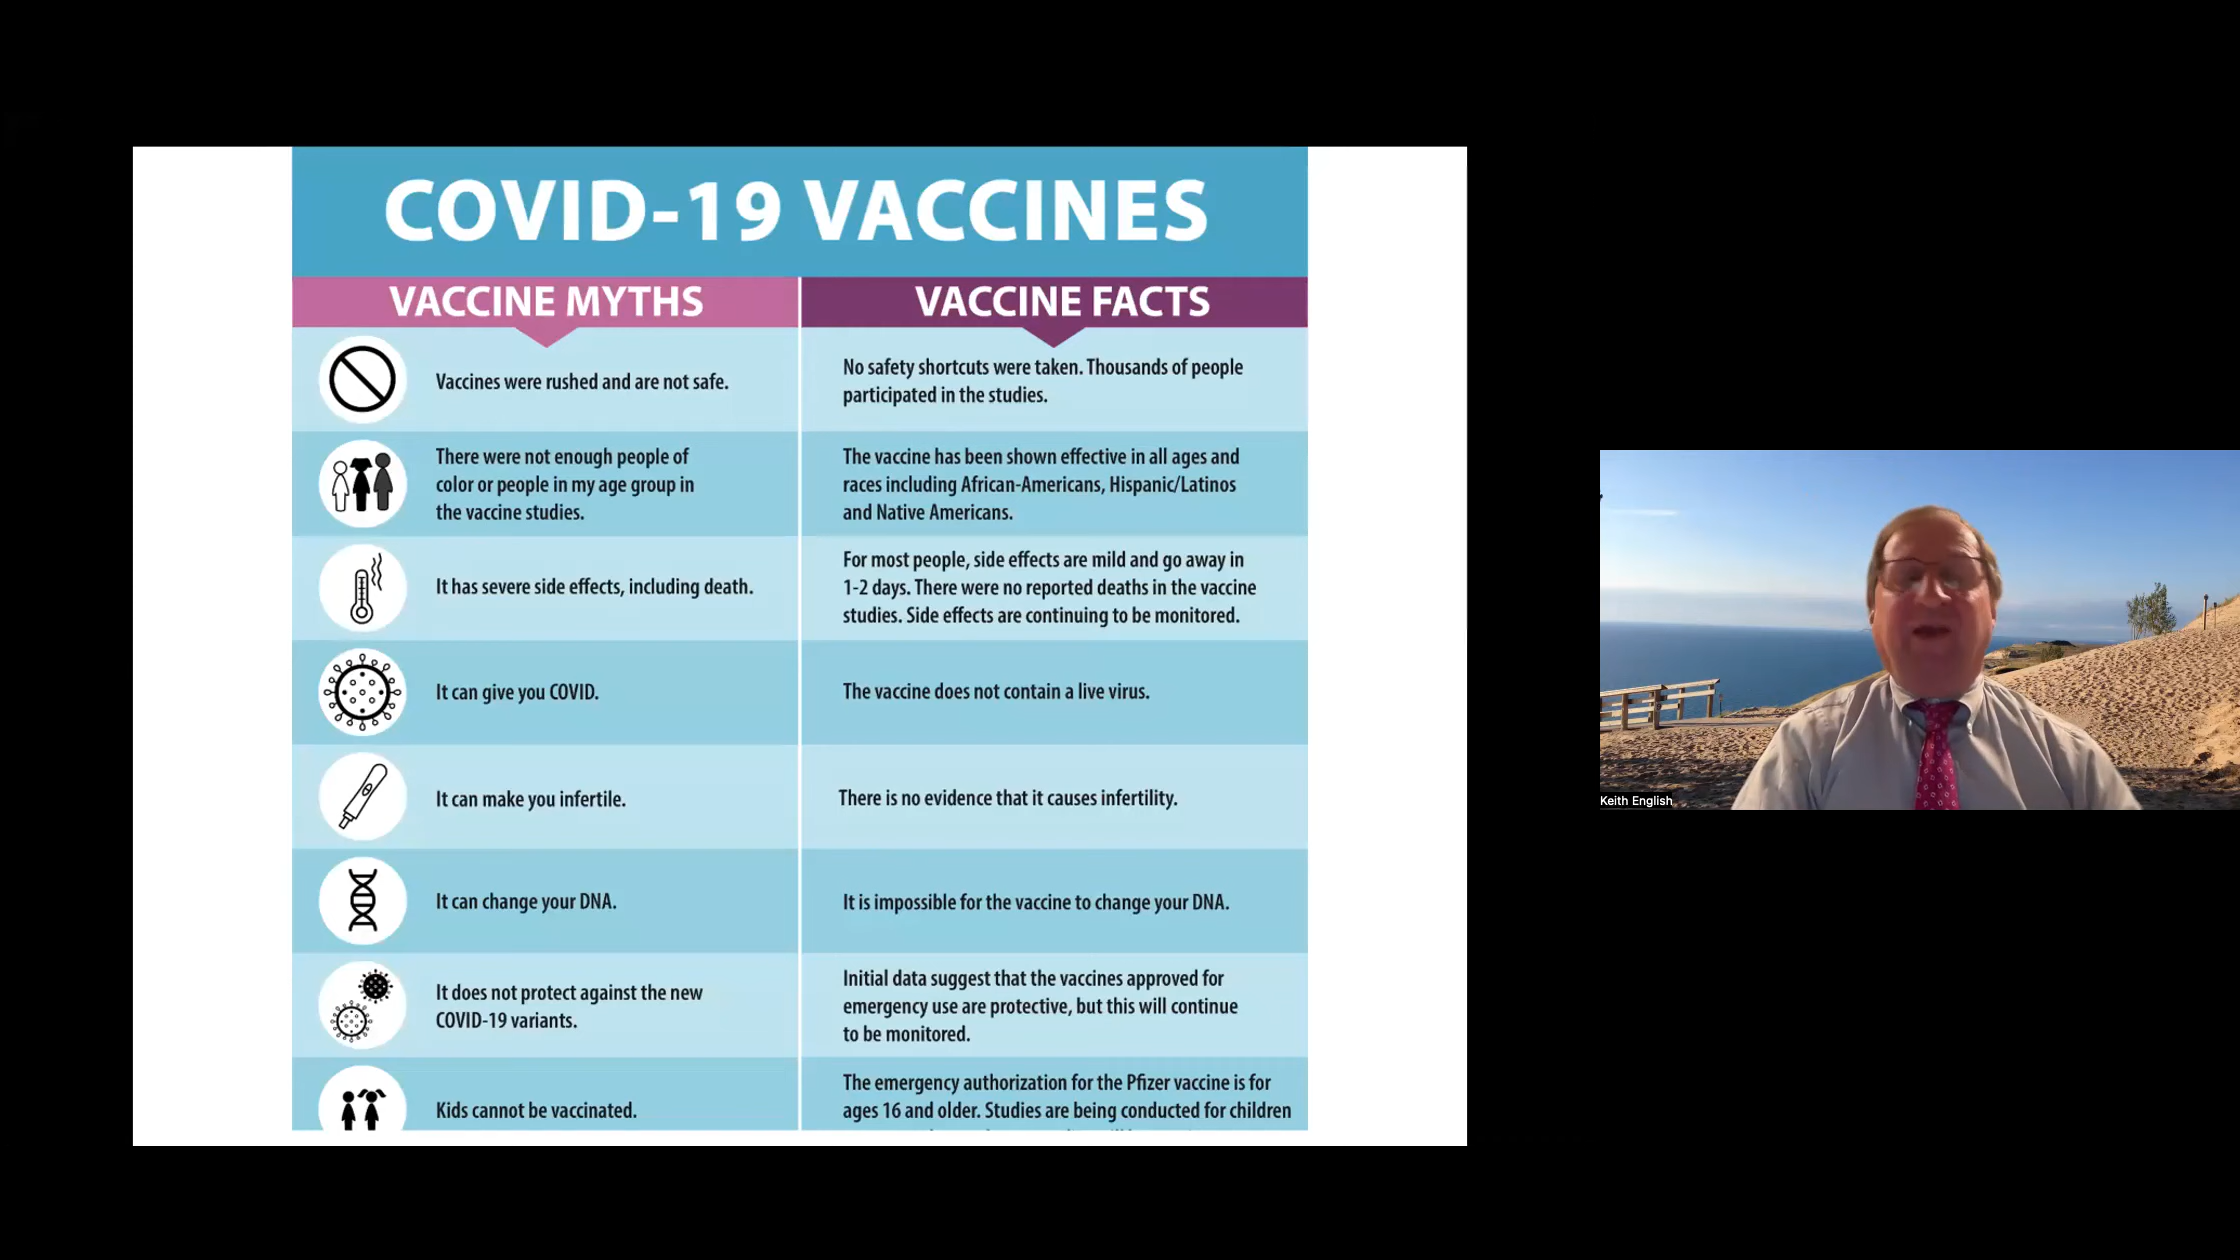 COVID-19 VACCINES
VACCINE MYTHS
VACCINE FACTS
Vaccines were rushed and are not safe.
No safety shortcuts were taken. Thousands of people
participated in the studies.
There were not enough people of
color or people in my age group in
the vaccine studies.
The vaccine has been shown effective in all ages and
races including African-Americans, Hispanic/Latinos
and Native Americans.
It has severe side effects, including death.
For most people, side effects are mild and go away in
1-2 days. There were no reported deaths in the vaccine
studies. Side effects are continuing to be monitored.
It can give you COVID.
The vaccine does not contain a live virus.
It can make you infertile.
There is no evidence that it causes infertility.
It can change your DNA.
It is impossible for the vaccine to change your DNA.
It does not protect against the new
COVID-19 variants.
Initial data suggest that the vaccines approved for
emergency use are protective, but this will continue
to be monitored.
Kids cannot be vaccinated.
The emergency authorization for the Pfizer vaccine is for
ages 16 and older. Studies are being conducted for children
Keith English